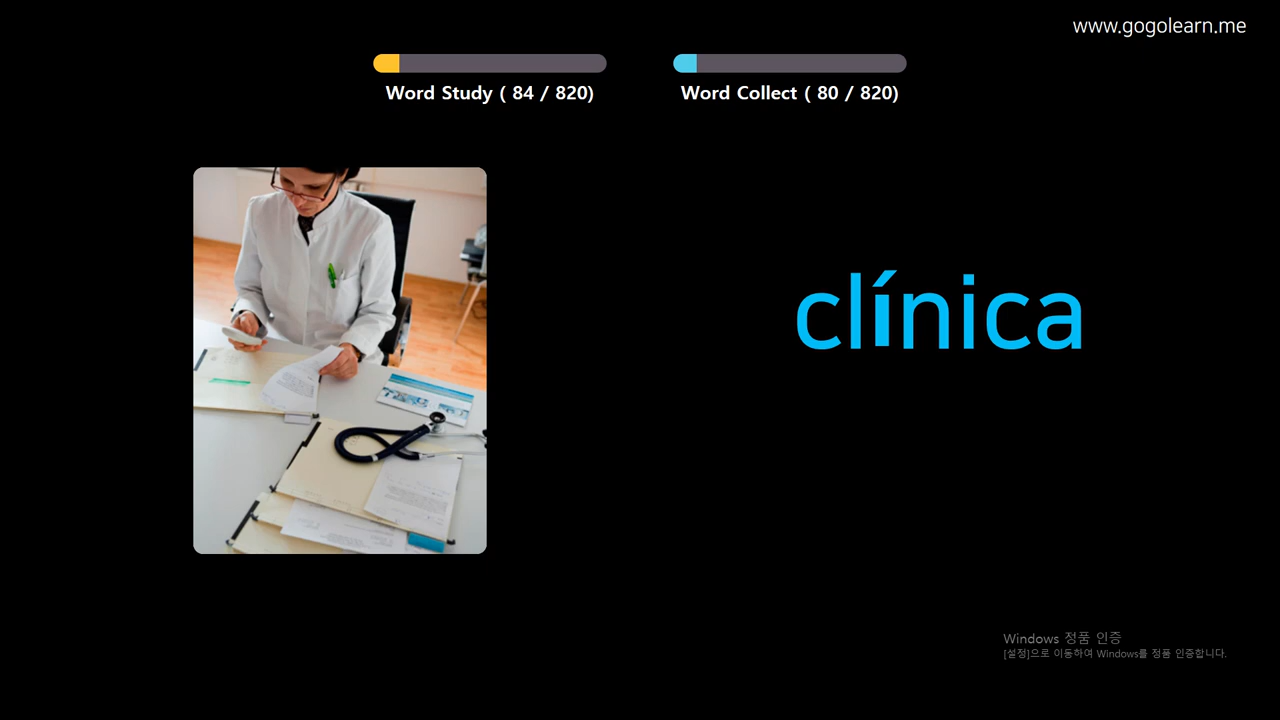 www.gogolearn.me
Word Study ( 84 / 820)
Word Collect ( 80 / 820)
clínica
Windows 정품 인증
[설정]으로 이동하여 Windows를 정품 인증합니다.